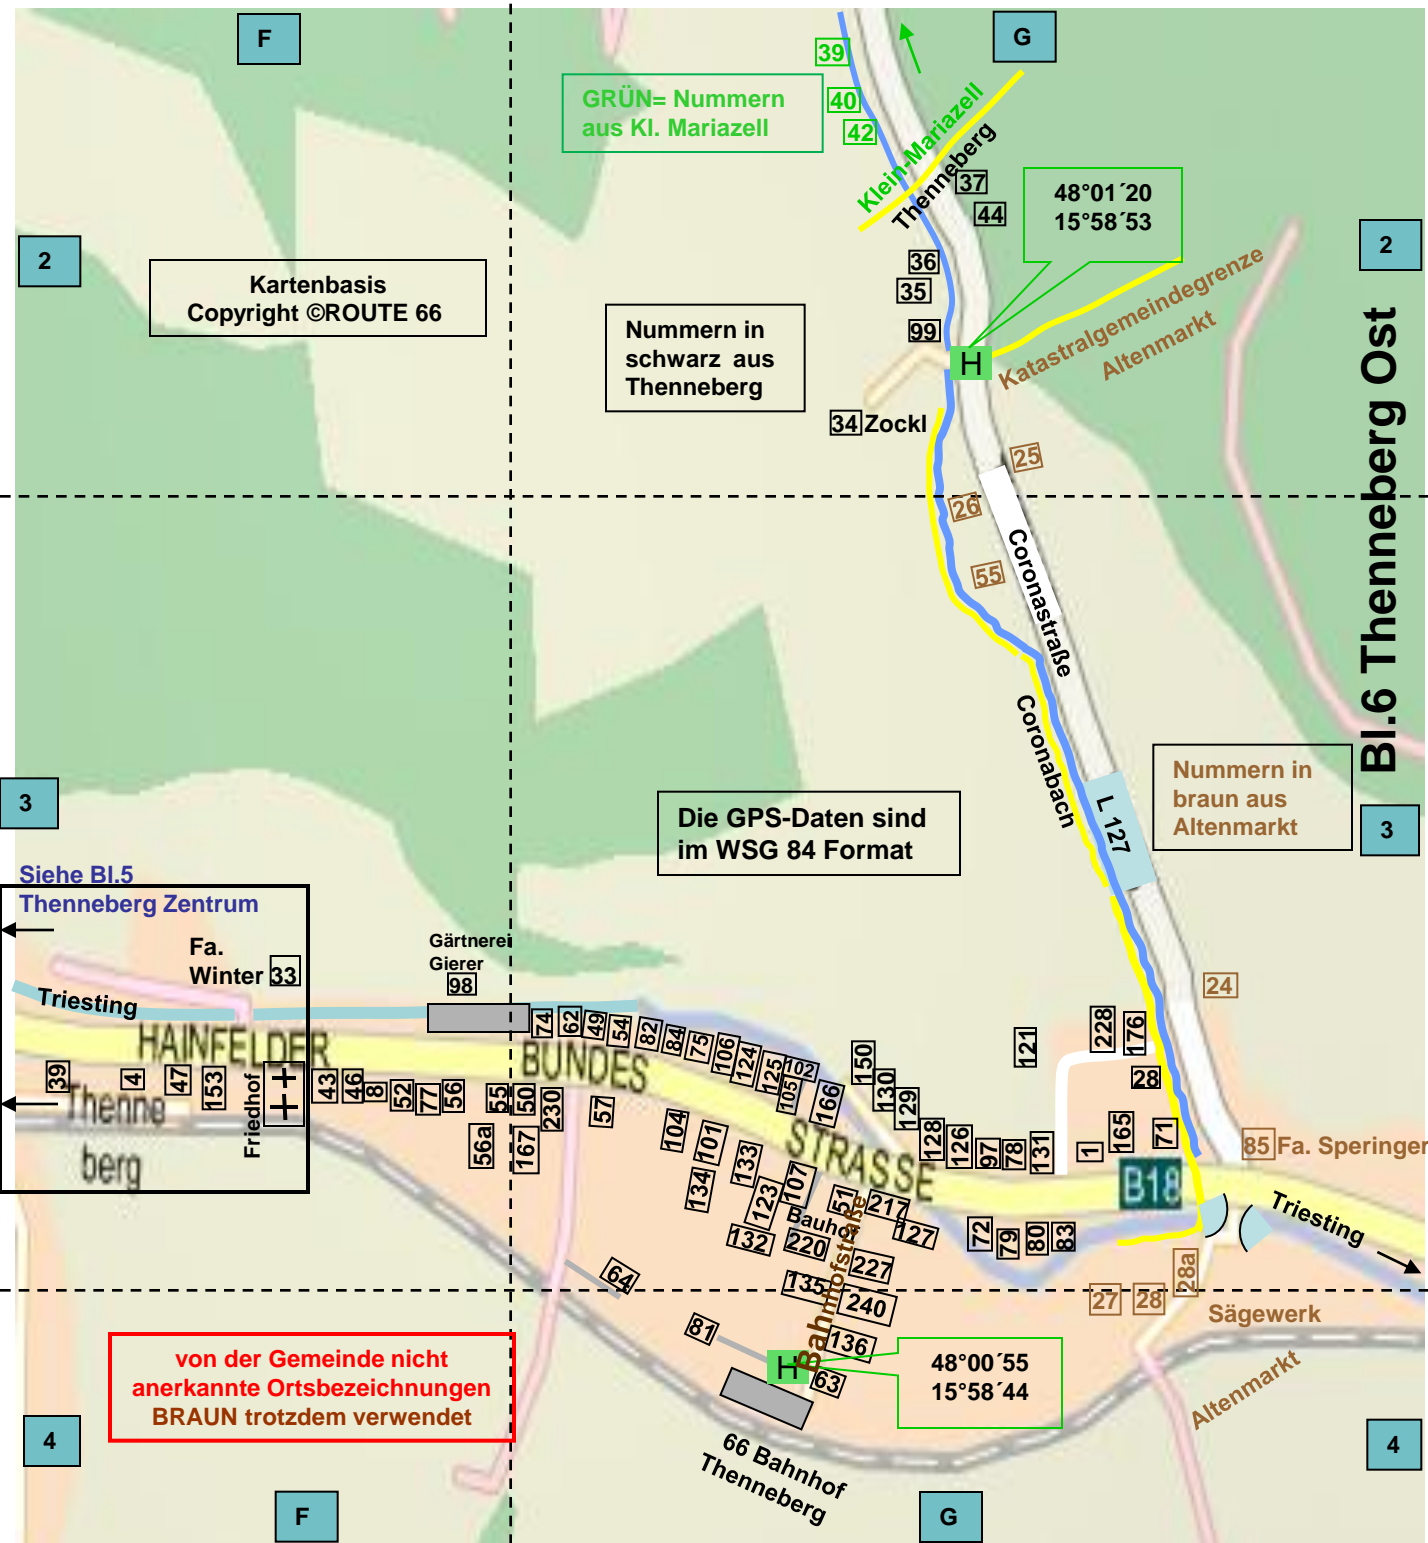 F
G
39
40
42
GRÜN= Nummern
aus Kl. Mariazell
Klein-Mariazell
Thenneberg
37
44
48°01´20
15°58´53
2
2
Kartenbasis
Copyright ©ROUTE 66
36
35
99
Nummern in
schwarz aus
Thenneberg
H
Katastralgemeindegrenze
Altenmarkt
34 Zockl
25
26
55
Coronastraße
Coronabach
L 127
Bl.6 Thenneberg Ost
Nummern in
braun aus
Altenmarkt
3
3
Die GPS-Daten sind
im WSG 84 Format
Siehe Bl.5
Thenneberg Zentrum
Fa.
Winter 33
Gärtnerei
Gierer
98
Triesting
24
HAINFELDER
BUNDES
STRASSE
74
62
49
54
82
84
75
106
124
125
102
105
166
150
130
129
128
126
97
78
131
121
228
176
28
1
165
71
85 Fa. Speringer
39
4
47
153
Friedhof
43
46
8
52
77
56
55
50
230
57
56a
167
Thenne
berg
104
101
134
133
123
107
132
Bauhof
220
51
217
127
227
135
240
136
63
Bahnhofstraße
72
79
80
83
B18
Triesting
27
28
28a
Sägewerk
Altenmarkt
64
81
H
48°00´55
15°58´44
66 Bahnhof
Thenneberg
von der Gemeinde nicht
anerkannte Ortsbezeichnungen
BRAUN trotzdem verwendet
4
4
F
G